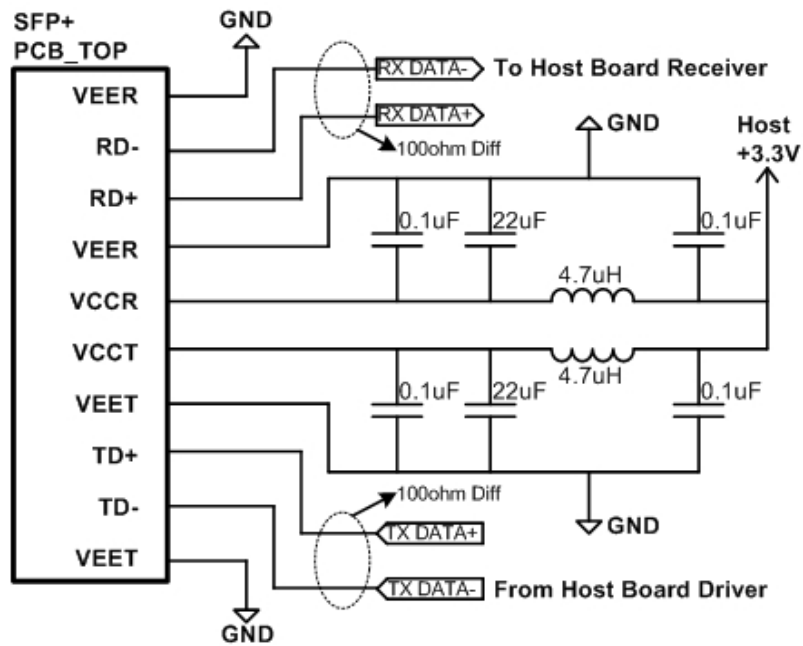 SFP+
PCB_TOP
GND
VEER
RD-
RD+
VEER
VCCR
VCCT
VEET
TD+
TD-
VEET
RX DATA-
To Host Board Receiver
RX DATA+
100ohm Diff
GND
Host
+3.3V
0.1uF
22uF
0.1uF
4.7uH
4.7uH
0.1uF
22uF
0.1uF
100ohm Diff
GND
TX DATA+
TX DATA-
From Host Board Driver
GND